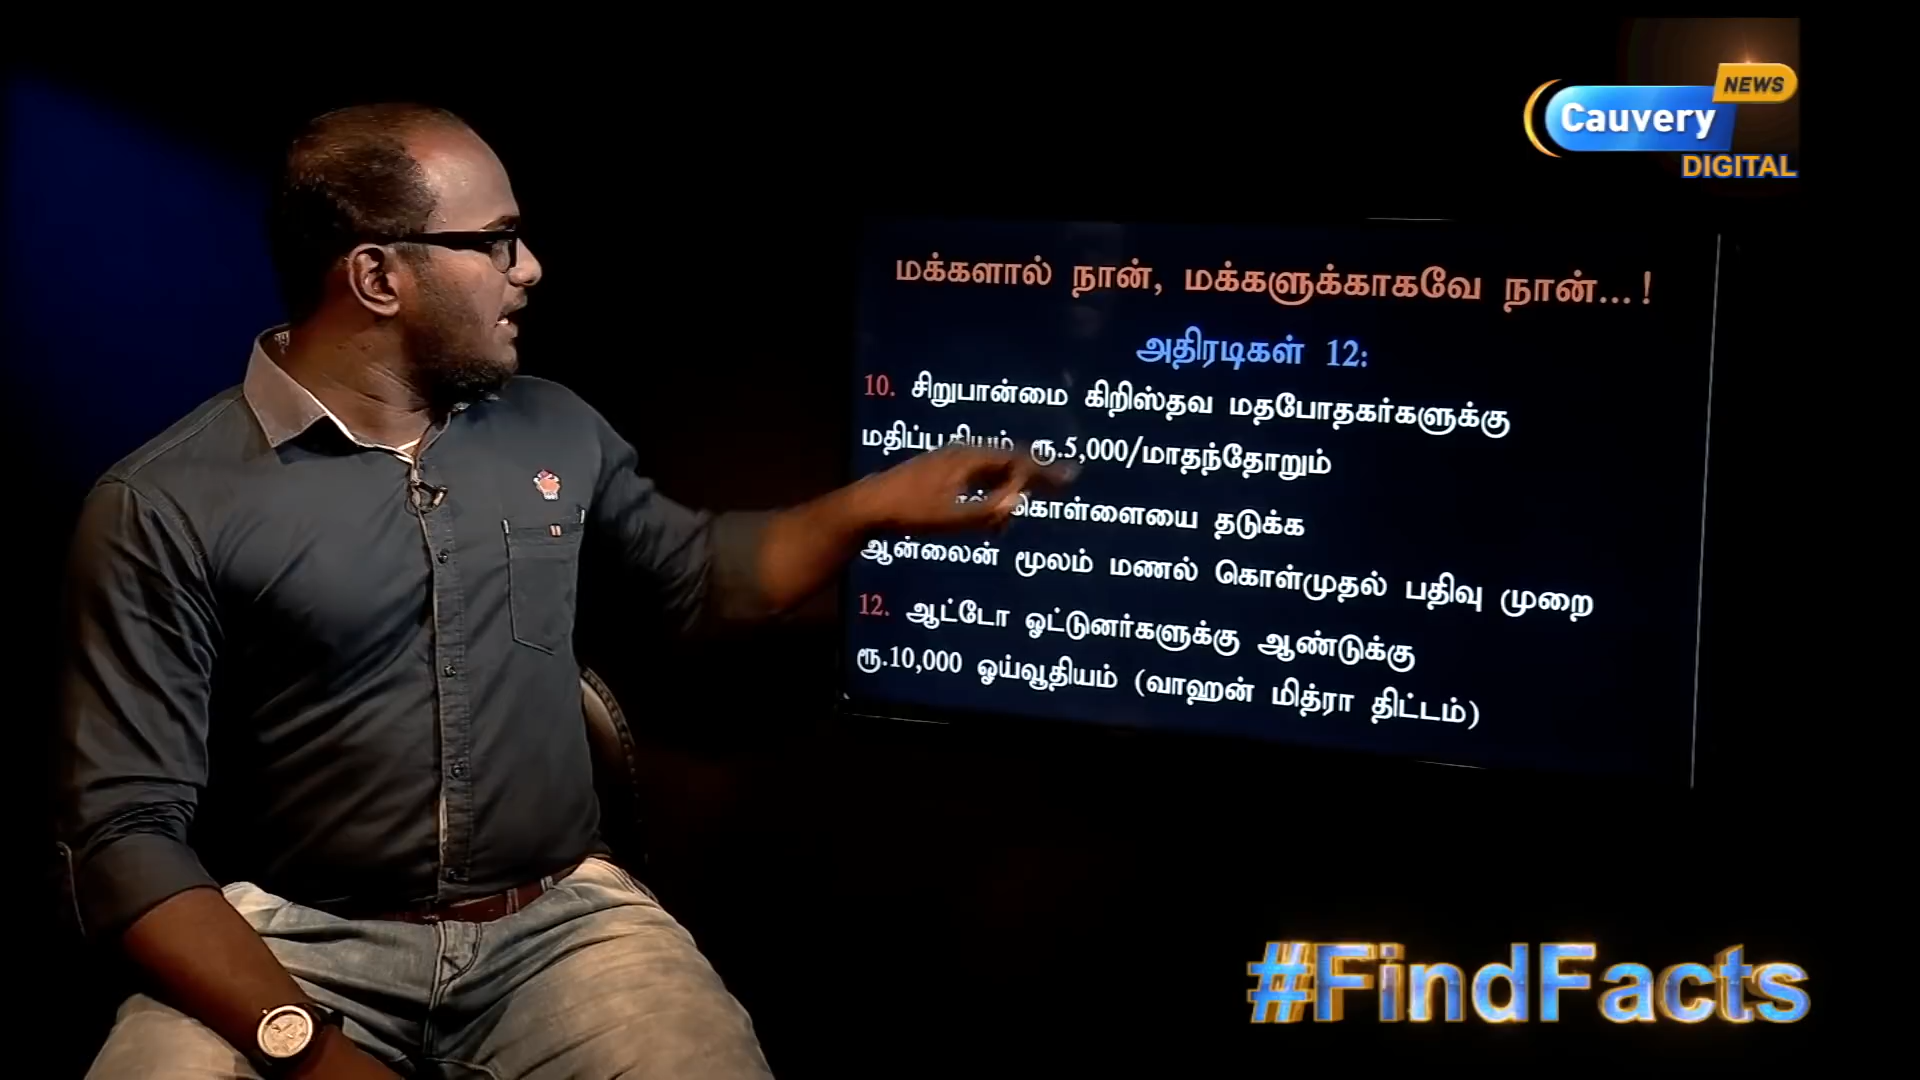 NEWS
Cauvery
DIGITAL
மக்களால் நான், மக்களுக்காகவே நான்...!
அதிரடிகள் 12:
10. சிறுபான்மை கிறிஸ்தவ மதபோதகர்களுக்கு
ரூ.5,000/மாதந்தோறும்
கொள்ளையை தடுக்க
ஆன்லைன் மூலம் மணல் கொள்முதல் பதிவு முறை
12. ஆட்டோ ஓட்டுனர்களுக்கு ஆண்டுக்கு
ரூ.10,000 ஓய்வூதியம் (வாஹன் மித்ரா திட்டம்)
#FindFacts